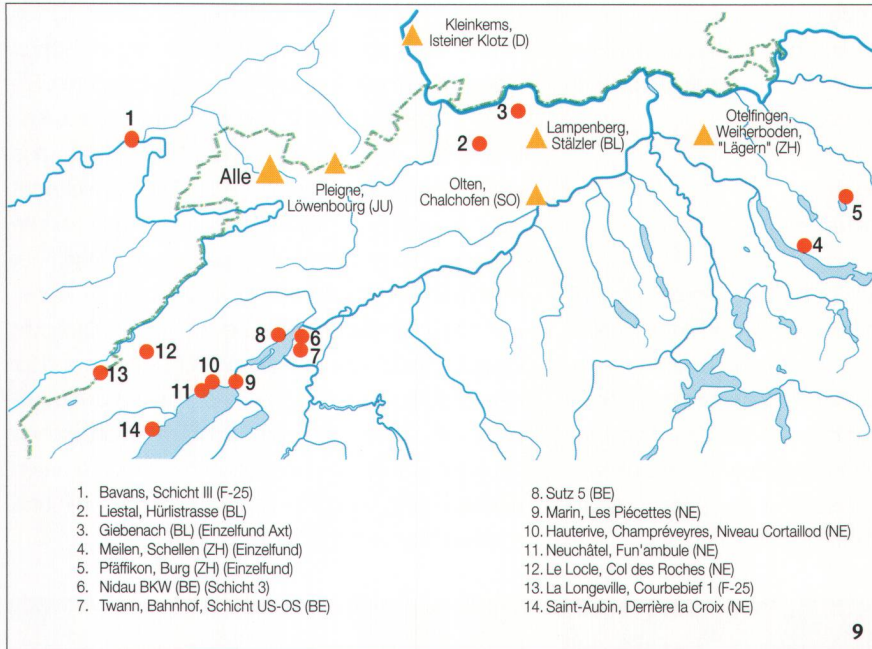 Kleinkems,
Isteiner Klotz (D)
1
3
2
Lampenberg,
Stälzler (BL)
Otelfingen,
Weiherboden,
"Lägern" (ZH)
Alle
Pleigne,
Löwenbourg (JU)
Olten,
Chalchofen (SO)
5
4
8
6
7
12
13
10
9
11
14
1. Bavans, Schicht III (F-25)
2. Liestal, Hürlistrasse (BL)
3. Giebenach (BL) (Einzelfund Axt)
4. Meilen, Schellen (ZH) (Einzelfund)
5. Pfäffikon, Burg (ZH) (Einzelfund)
6. Nidau BKW (BE) (Schicht 3)
7. Twann, Bahnhof, Schicht US-OS (BE)
8. Sutz 5 (BE)
9. Marin, Les Piécettes (NE)
10. Hauterive, Champréveyres, Niveau Cortaillod (NE)
11. Neuchâtel, Fun'ambule (NE)
12. Le Locle, Col des Roches (NE)
13. La Longeville, Courbebief 1 (F-25)
14. Saint-Aubin, Derrière la Croix (NE)
9